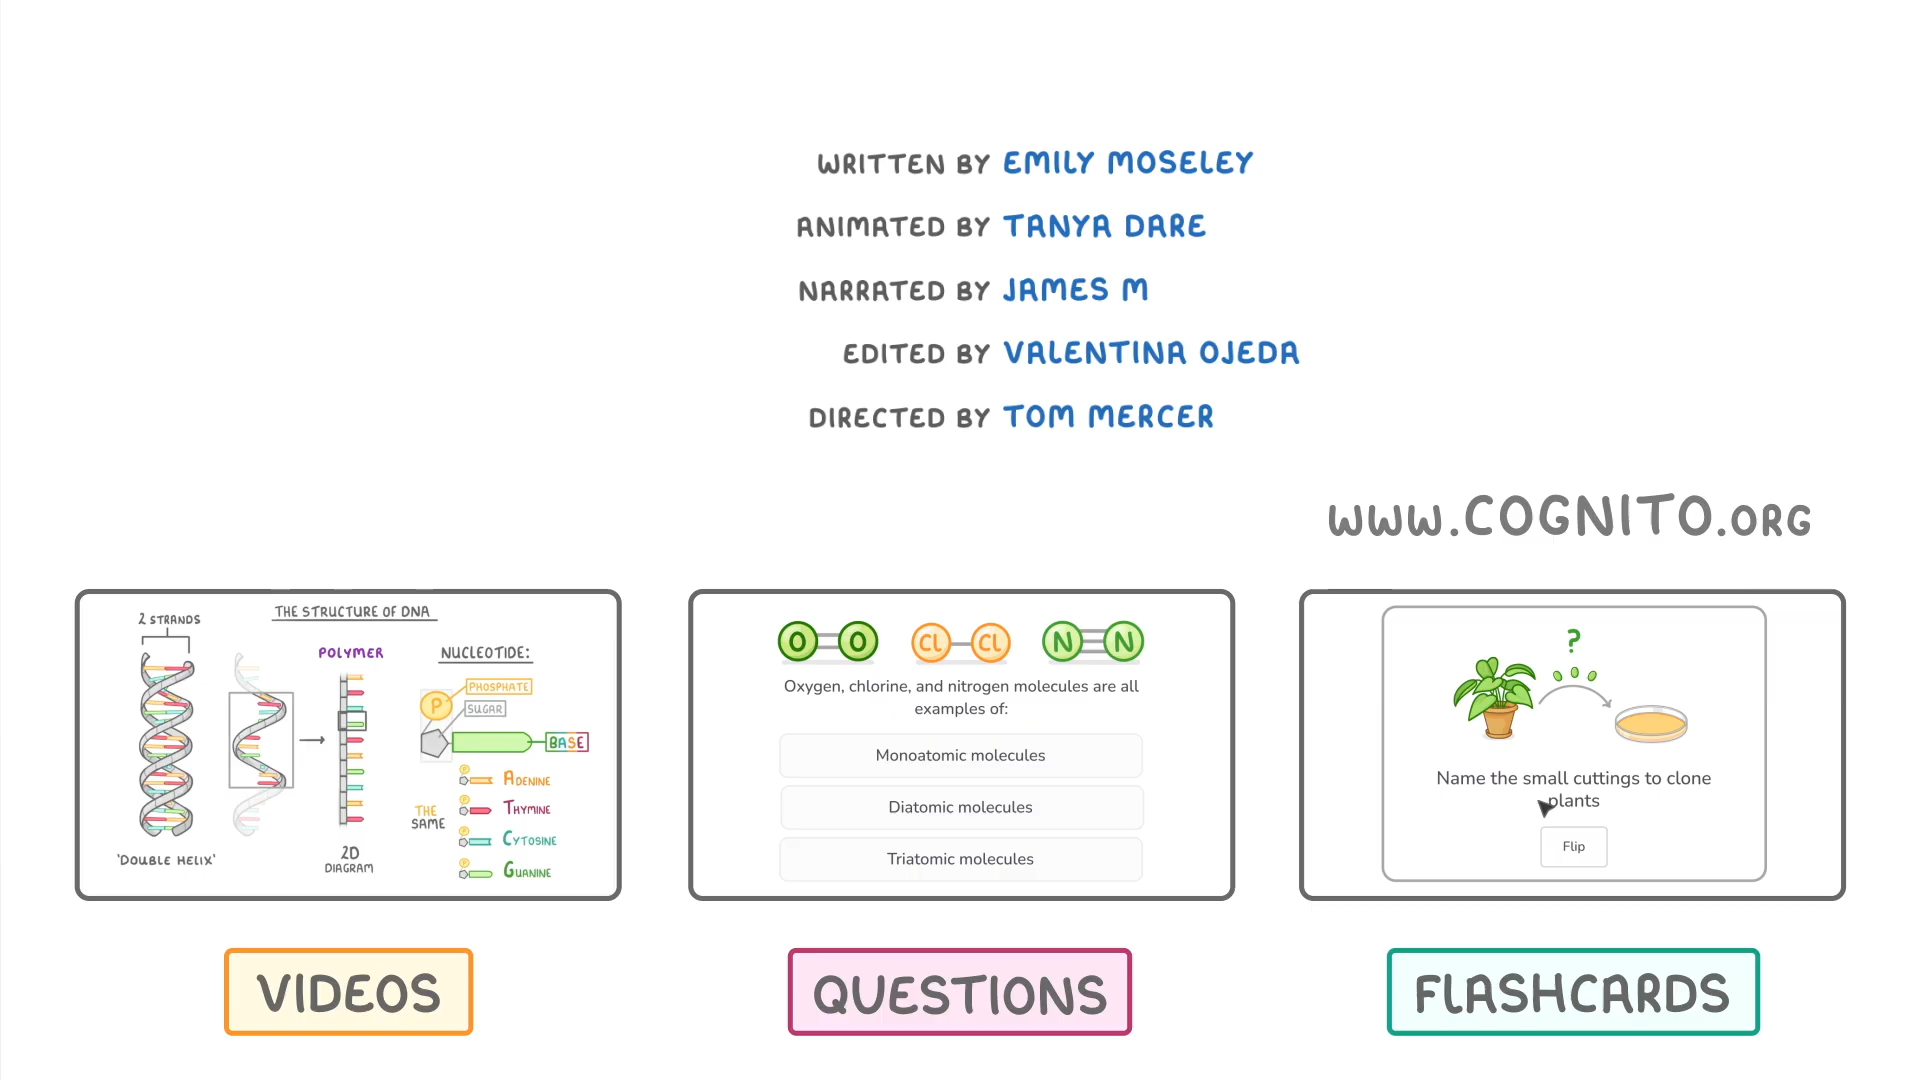 WRITTEN BY EMILY MOSELEY
ANIMATED BY TANYA DARE
NARRATED BY JAMES M
EDITED BY VALENTINA OJEDA
DIRECTED BY TOM MERCER
www.COGNITO.ORG
THE STRUCTURE OF DNA
2 STRANDS
POLYMER
NUCLEOTIDE:
PHOSPHATE
P
SUGAR
BASE
ADENINE
THYMINE
THE
SAME
CYTOSINE
GUANINE
'DOUBLE HELIX'
2D
DIAGRAM
P
P
P
P
O O Cl Cl N N
Oxygen, chlorine, and nitrogen molecules are all
examples of:
Monoatomic molecules
Diatomic molecules
Triatomic molecules
?
Name the small cuttings to clone
plants
Flip
VIDEOS
QUESTIONS
FLASHCARDS